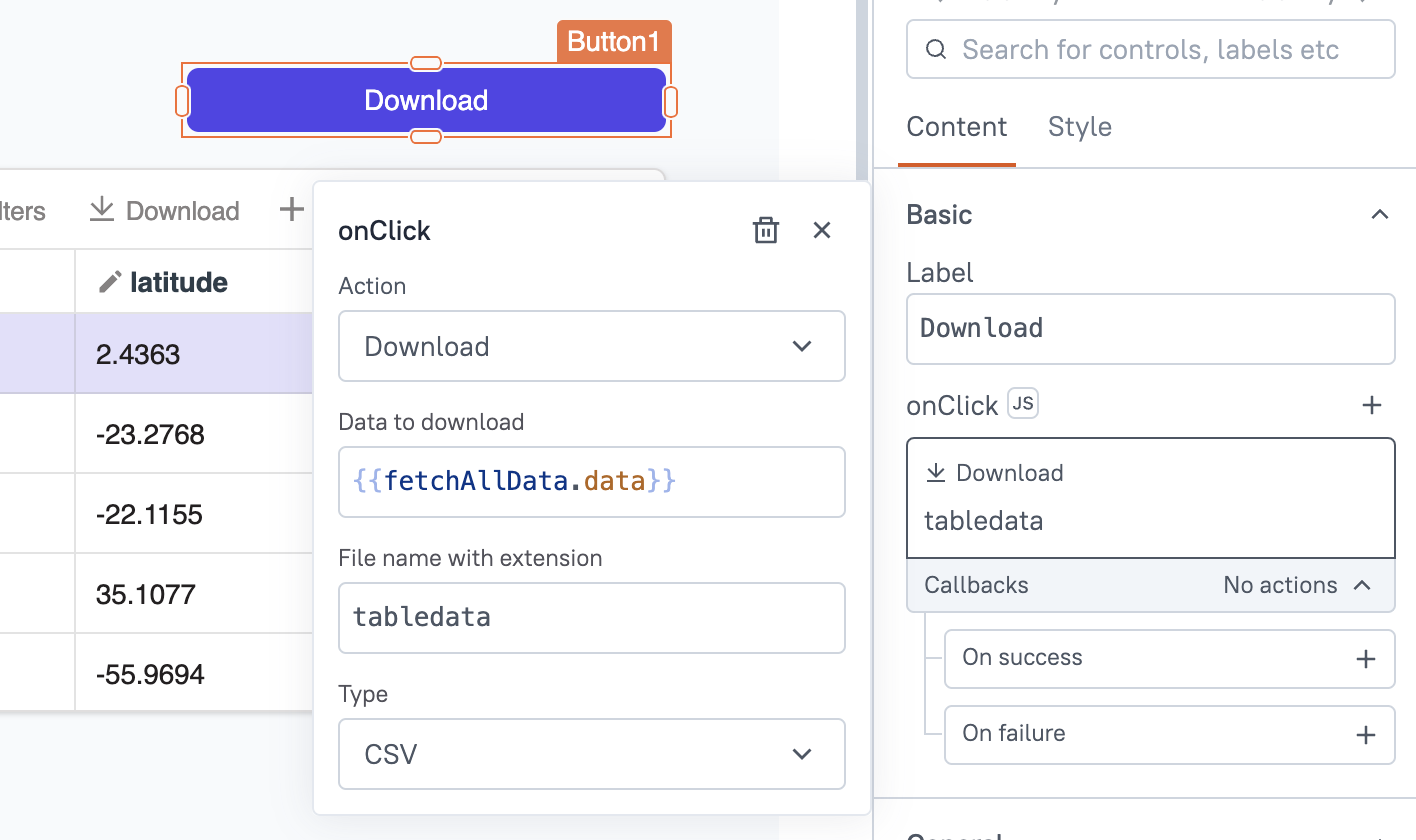 Button1
Download
lters
Download
latitude
2.4363
-23.2768
-22.1155
35.1077
-55.9694
onClick
Action
Download
Data to download
{{fetchAllData.data}}
File name with extension
tabledata
Type
CSV
Search for controls, labels etc
Content Style
Basic
Label
Download
onClick JS
Download
tabledata
Callbacks No actions
On success
On failure
General